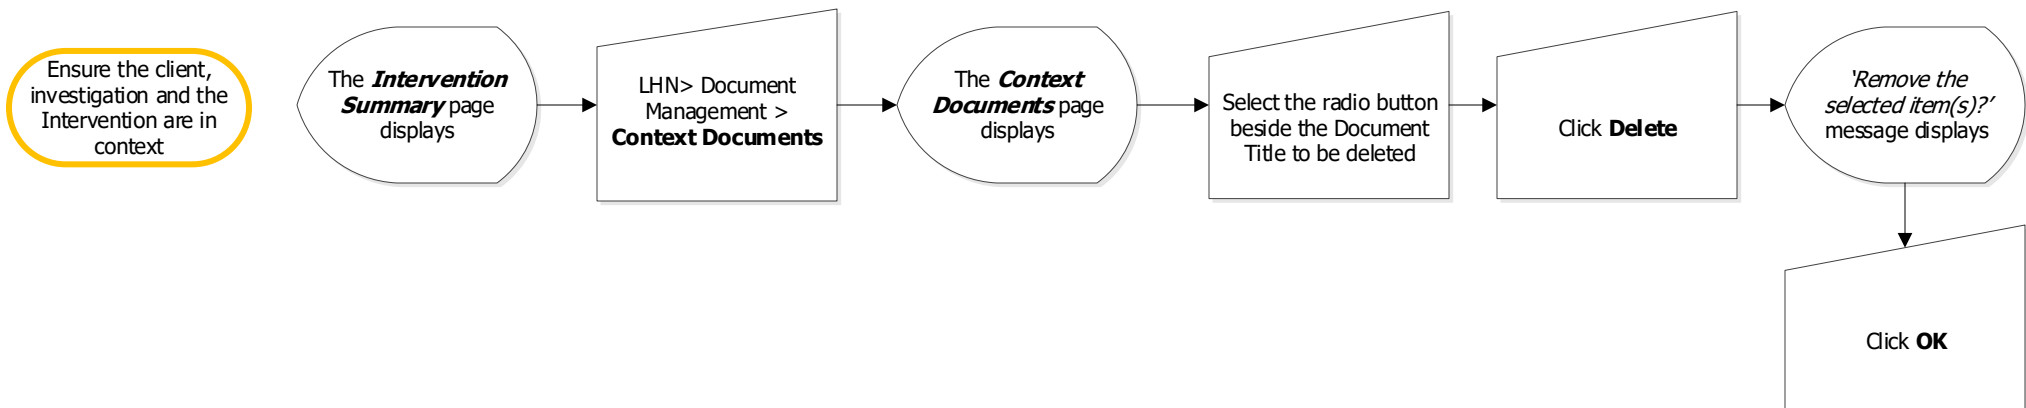 Ensure the client,
investigation and the
Intervention are in
context
The Intervention
Summary page
displays
LHN> Document
Management >
Context Documents
The Context
Documents page
displays
Select the radio button
beside the Document
Title to be deleted
Click Delete
‘Remove the
selected item(s)?’
message displays
Click OK